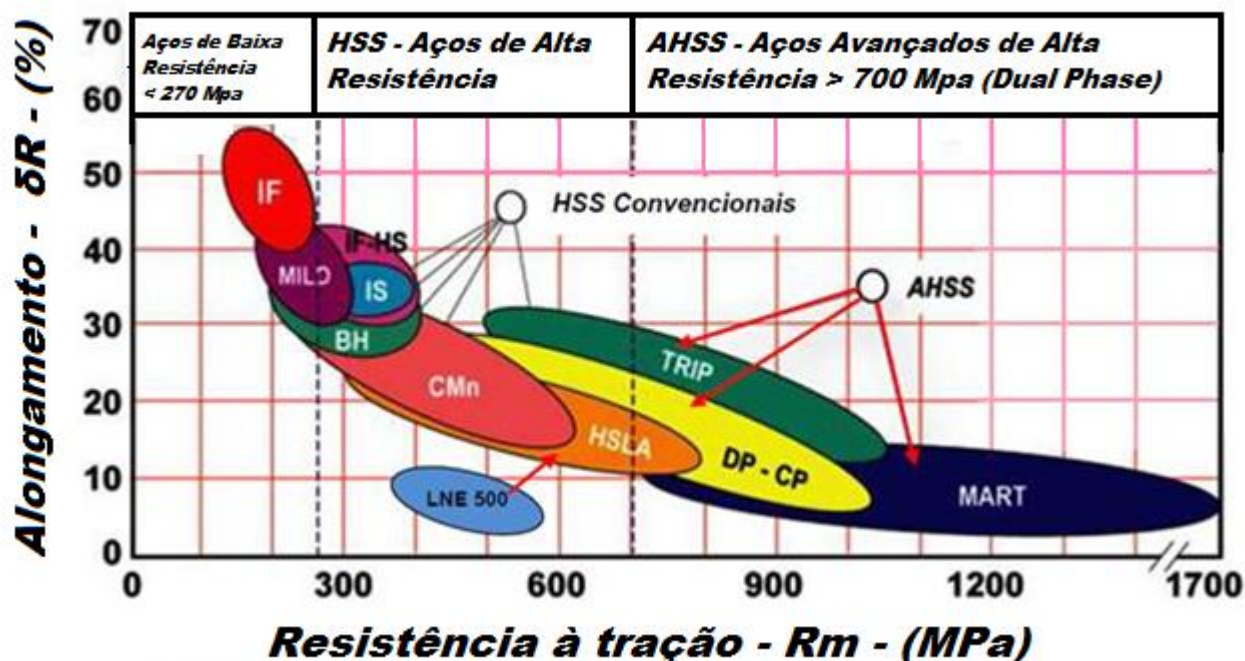 Alongamento - δR - (%)
70
60
50
40
30
20
10
0
Aços de Baixa
Resistência
< 270 Mpa
HSS - Aços de Alta
Resistência
AHSS - Aços Avançados de Alta
Resistência > 700 Mpa (Dual Phase)
IF
IF-HS
MILD
IS
BH
CMn
HSLA
LNE 500
HSS Convencionais
AHSS
TRIP
DP - CP
MART
0
300
600
900
1200
1700
Resistência à tração - Rm - (MPa)